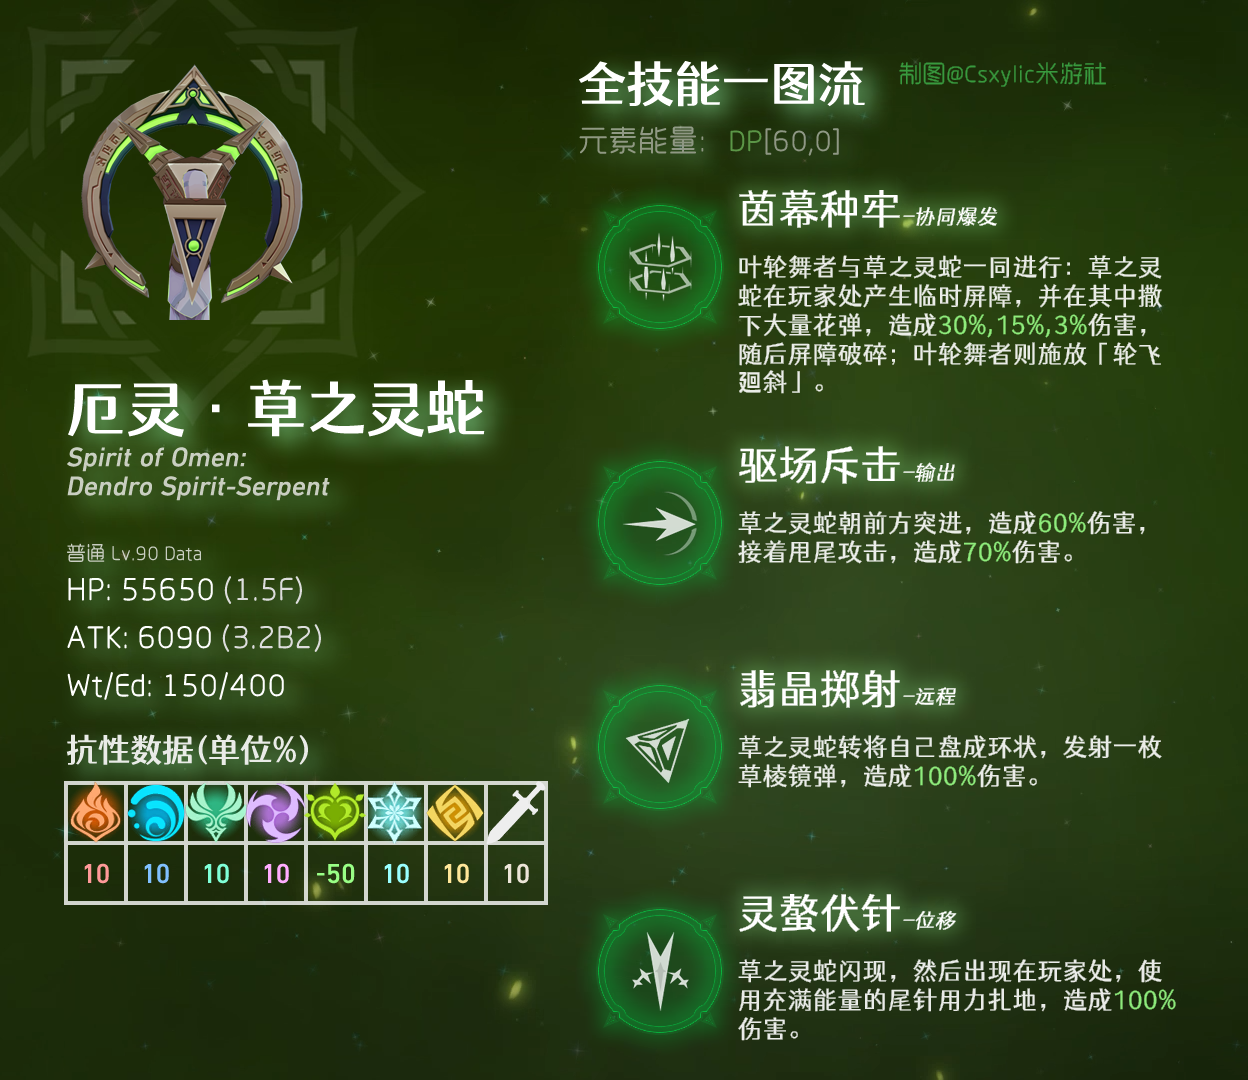 全技能一图流
制图@Csxylic米游社
元素能量: DP[60,0]
茵幕种牢-协同爆发
叶轮舞者与草之灵蛇一同进行：草之灵
蛇在玩家处产生临时屏障，并在其中撒
下大量花弹，造成30%,15%,3%伤害，
随后屏障破碎；叶轮舞者则施放「轮飞
廻斜」。
厄灵·草之灵蛇
Spirit of Omen:
Dendro Spirit-Serpent
驱场斥击-输出
草之灵蛇朝前方突进，造成60%伤害，
接着甩尾攻击，造成70%伤害。
普通 Lv.90 Data
HP: 55650 (1.5F)
ATK: 6090 (3.2B2)
Wt/Ed: 150/400
翡晶掷射-远程
草之灵蛇转将自己盘成环状，发射一枚
草棱镜弹，造成100%伤害。
抗性数据(单位%)
10 10 10 10 -50 10 10 10
灵螯伏针-位移
草之灵蛇闪现，然后出现在玩家处，使
用充满能量的尾针用力扎地，造成100%
伤害。